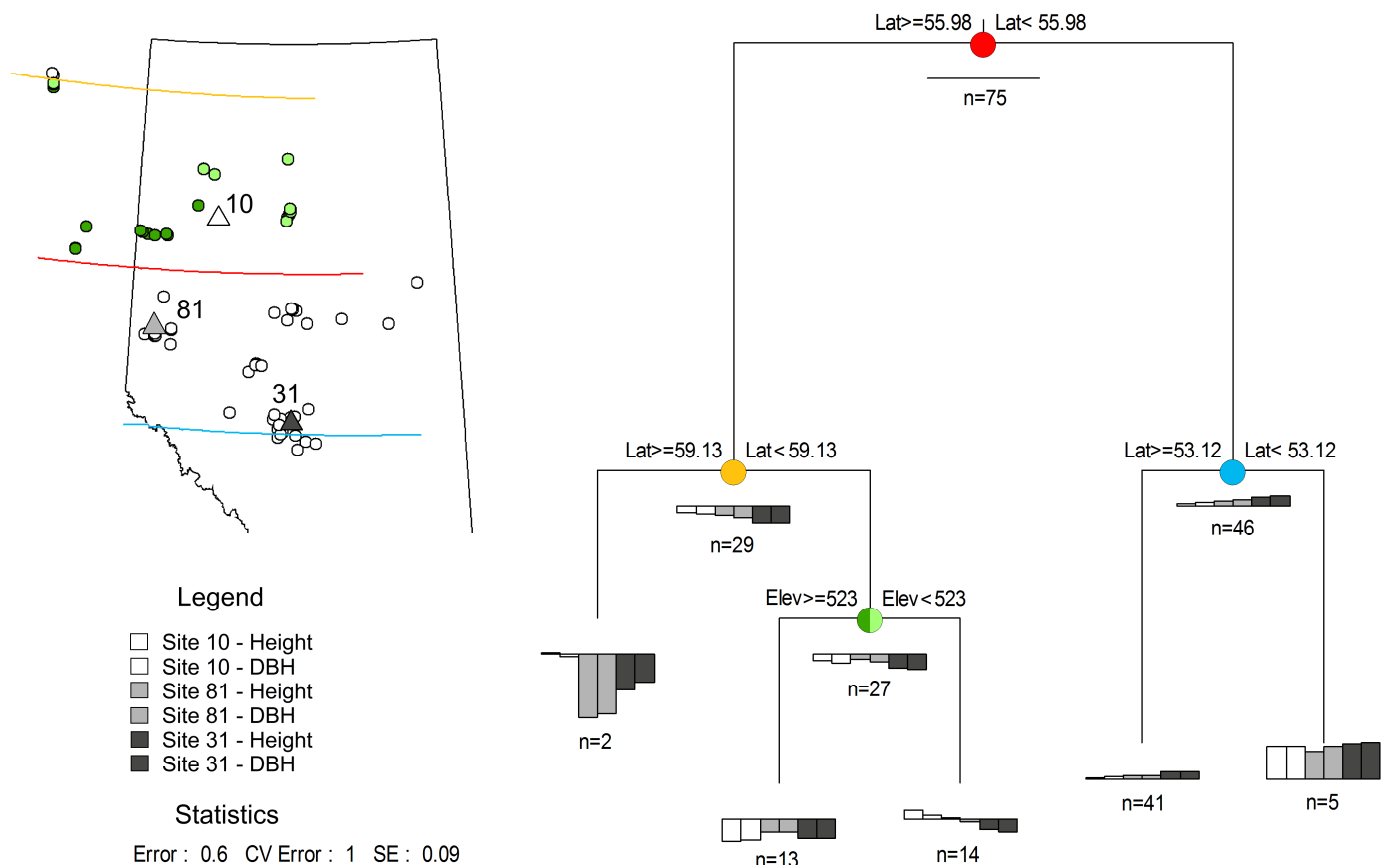 Lat>=55.98 Lat< 55.98
n=75
10
81
31
Lat>=59.13 Lat< 59.13
n=29
Lat>=53.12 Lat< 53.12
n=46
Elev>=523 Elev< 523
n=27
n=2
n=13
n=14
n=41
n=5
Legend
Site 10 - Height
Site 10 - DBH
Site 81 - Height
Site 81 - DBH
Site 31 - Height
Site 31 - DBH
Statistics
Error : 0.6 CV Error : 1 SE : 0.09